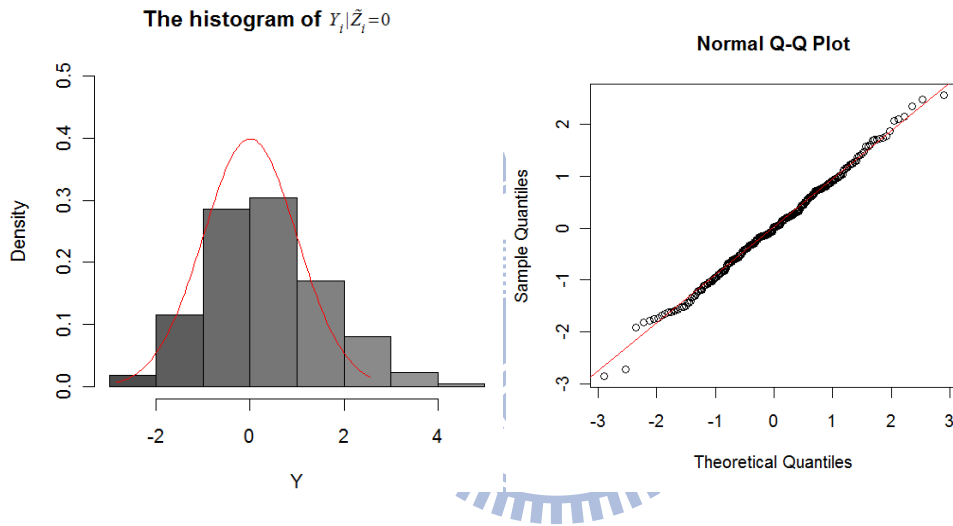 The histogram of Y_i|Z̃_i=0
0.5
0.4
0.3
0.2
0.1
0.0
Density
-2 0 2 4
Y
Normal Q-Q Plot
2
1
0
-1
-2
-3
Sample Quantiles
-3 -2 -1 0 1 2 3
Theoretical Quantiles